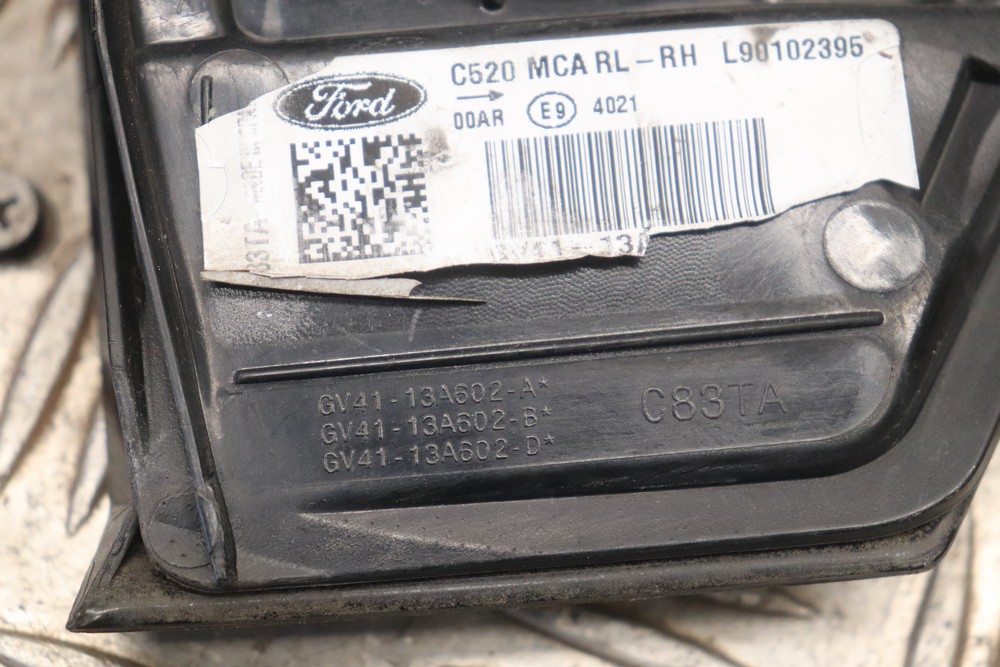 C520 MCA RL-RH L90102395
Ford
00AR E9 4021
GV41-13A602-A*
GV41-13A602-B*
GV41-13A602-D*
C83TA